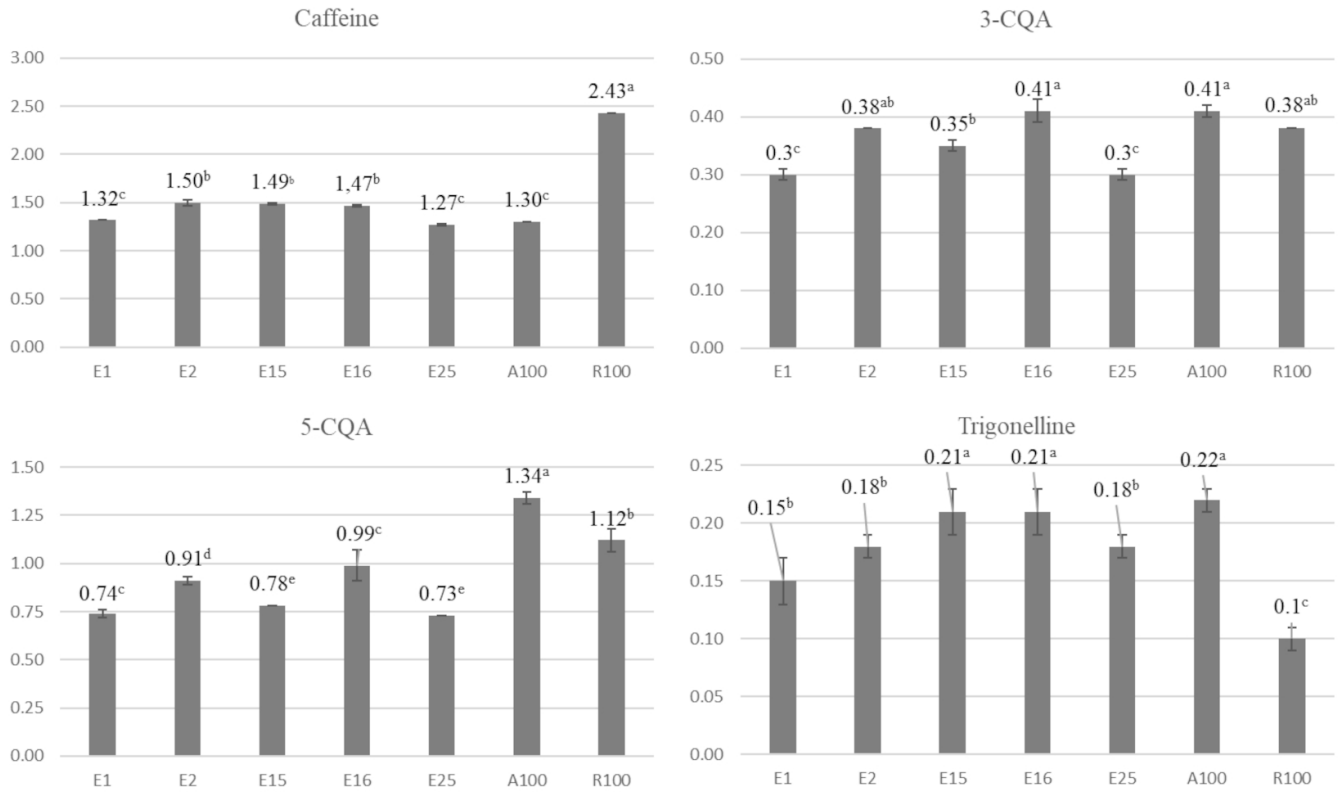 Caffeine
3.00
2.50
2.00
1.50
1.00
0.50
0.00
1.32ᶜ
1.50ᵇ
1.49ᵇ
1,47ᵇ
1.27ᶜ
1.30ᶜ
2.43ᵃ
E1 E2 E15 E16 E25 A100 R100
3-CQA
0.50
0.40
0.30
0.20
0.10
0.00
0.3ᶜ
0.38ᵃᵇ
0.35ᵇ
0.41ᵃ
0.3ᶜ
0.41ᵃ
0.38ᵃᵇ
E1 E2 E15 E16 E25 A100 R100
5-CQA
1.50
1.25
1.00
0.75
0.50
0.25
0.00
0.74ᶜ
0.91ᵈ
0.78ᵉ
0.99ᶜ
0.73ᵉ
1.34ᵃ
1.12ᵇ
E1 E2 E15 E16 E25 A100 R100
Trigonelline
0.25
0.20
0.15
0.10
0.05
0.00
0.15ᵇ
0.18ᵇ
0.21ᵃ
0.21ᵃ
0.18ᵇ
0.22ᵃ
0.1ᶜ
E1 E2 E15 E16 E25 A100 R100